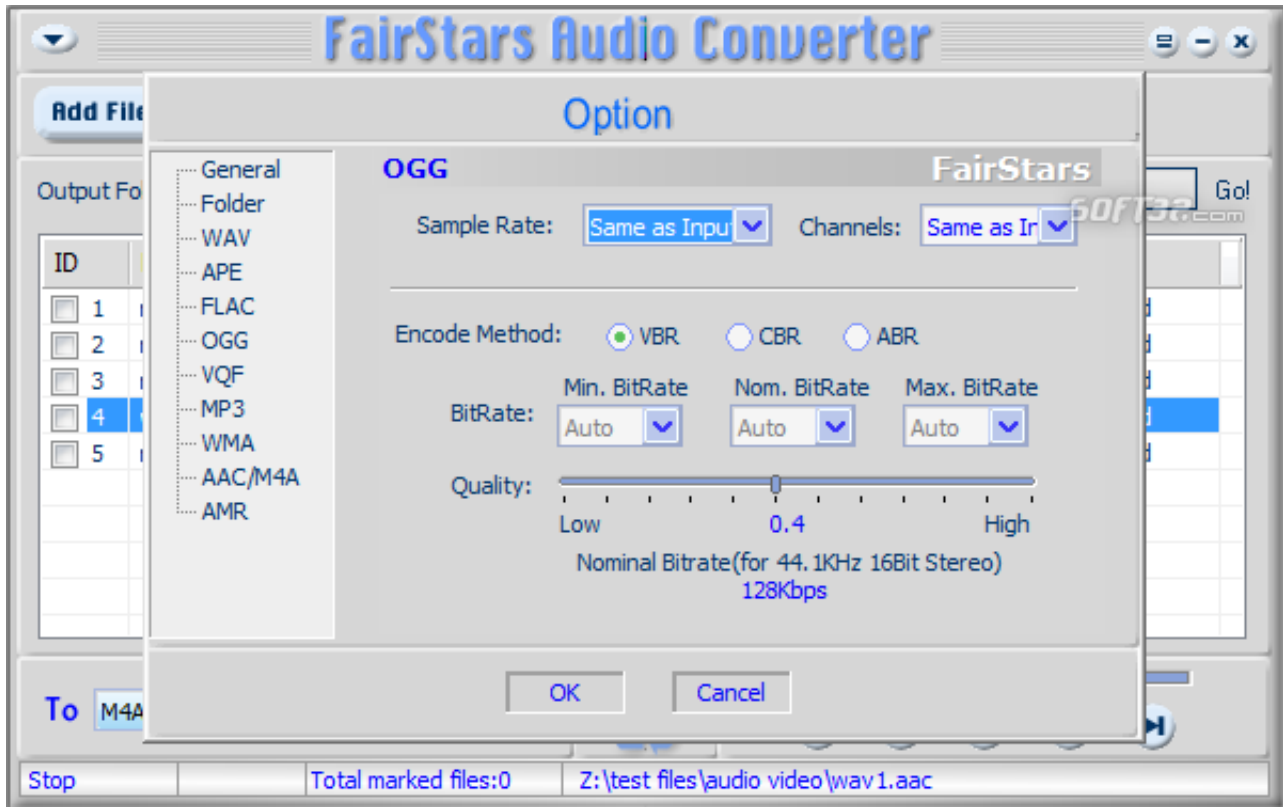 FairStars Audio Converter
Add File
Option
General
Folder
WAV
APE
FLAC
OGG
VQF
MP3
WMA
AAC/M4A
AMR
OGG
FairStars
Output Fo
Go!
SOFT32.com
Sample Rate: Same as Inpu Channels: Same as In
ID
1
2
3
4
5
Encode Method: VBR CBR ABR
Min. BitRate Nom. BitRate Max. BitRate
BitRate: Auto Auto Auto
Quality:
Low 0.4 High
Nominal Bitrate(for 44.1KHz 16Bit Stereo)
128Kbps
OK Cancel
To M4A
Stop Total marked files:0 Z:\test files\audio video\wav1.aac